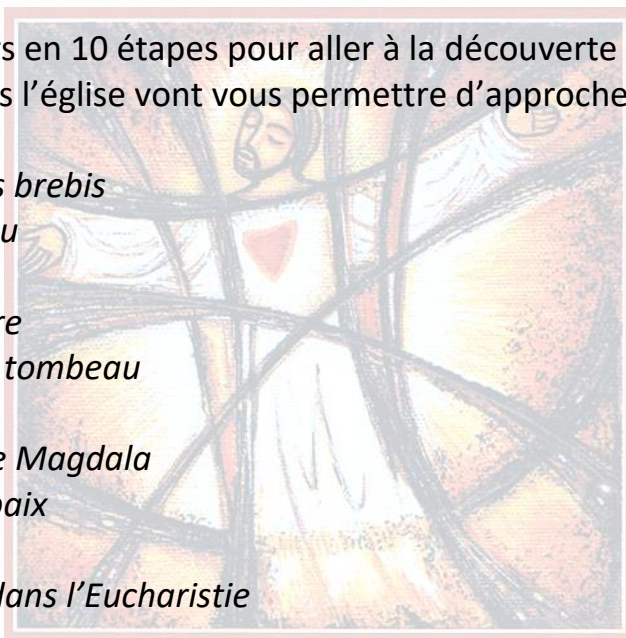 s en 10 étapes pour aller à la découverte
s l’église vont vous permettre d’approche
s brebis
u
re
tombeau
e Magdala
paix
dans l’Eucharistie